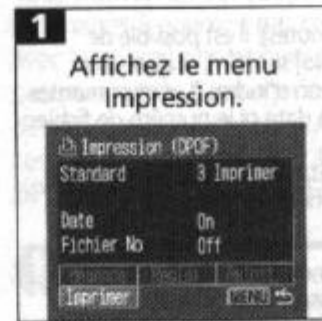 1
Affichez le menu
Impression.
Impression (DPOF)
Standard 3 Imprimer
Date On
Fichier No Off
Imprimer MENU